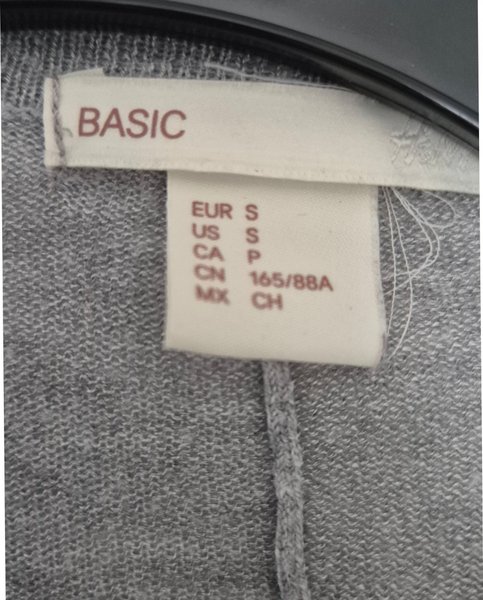 BASIC
EUR S
US S
CA P
CN 165/88A
MX CH